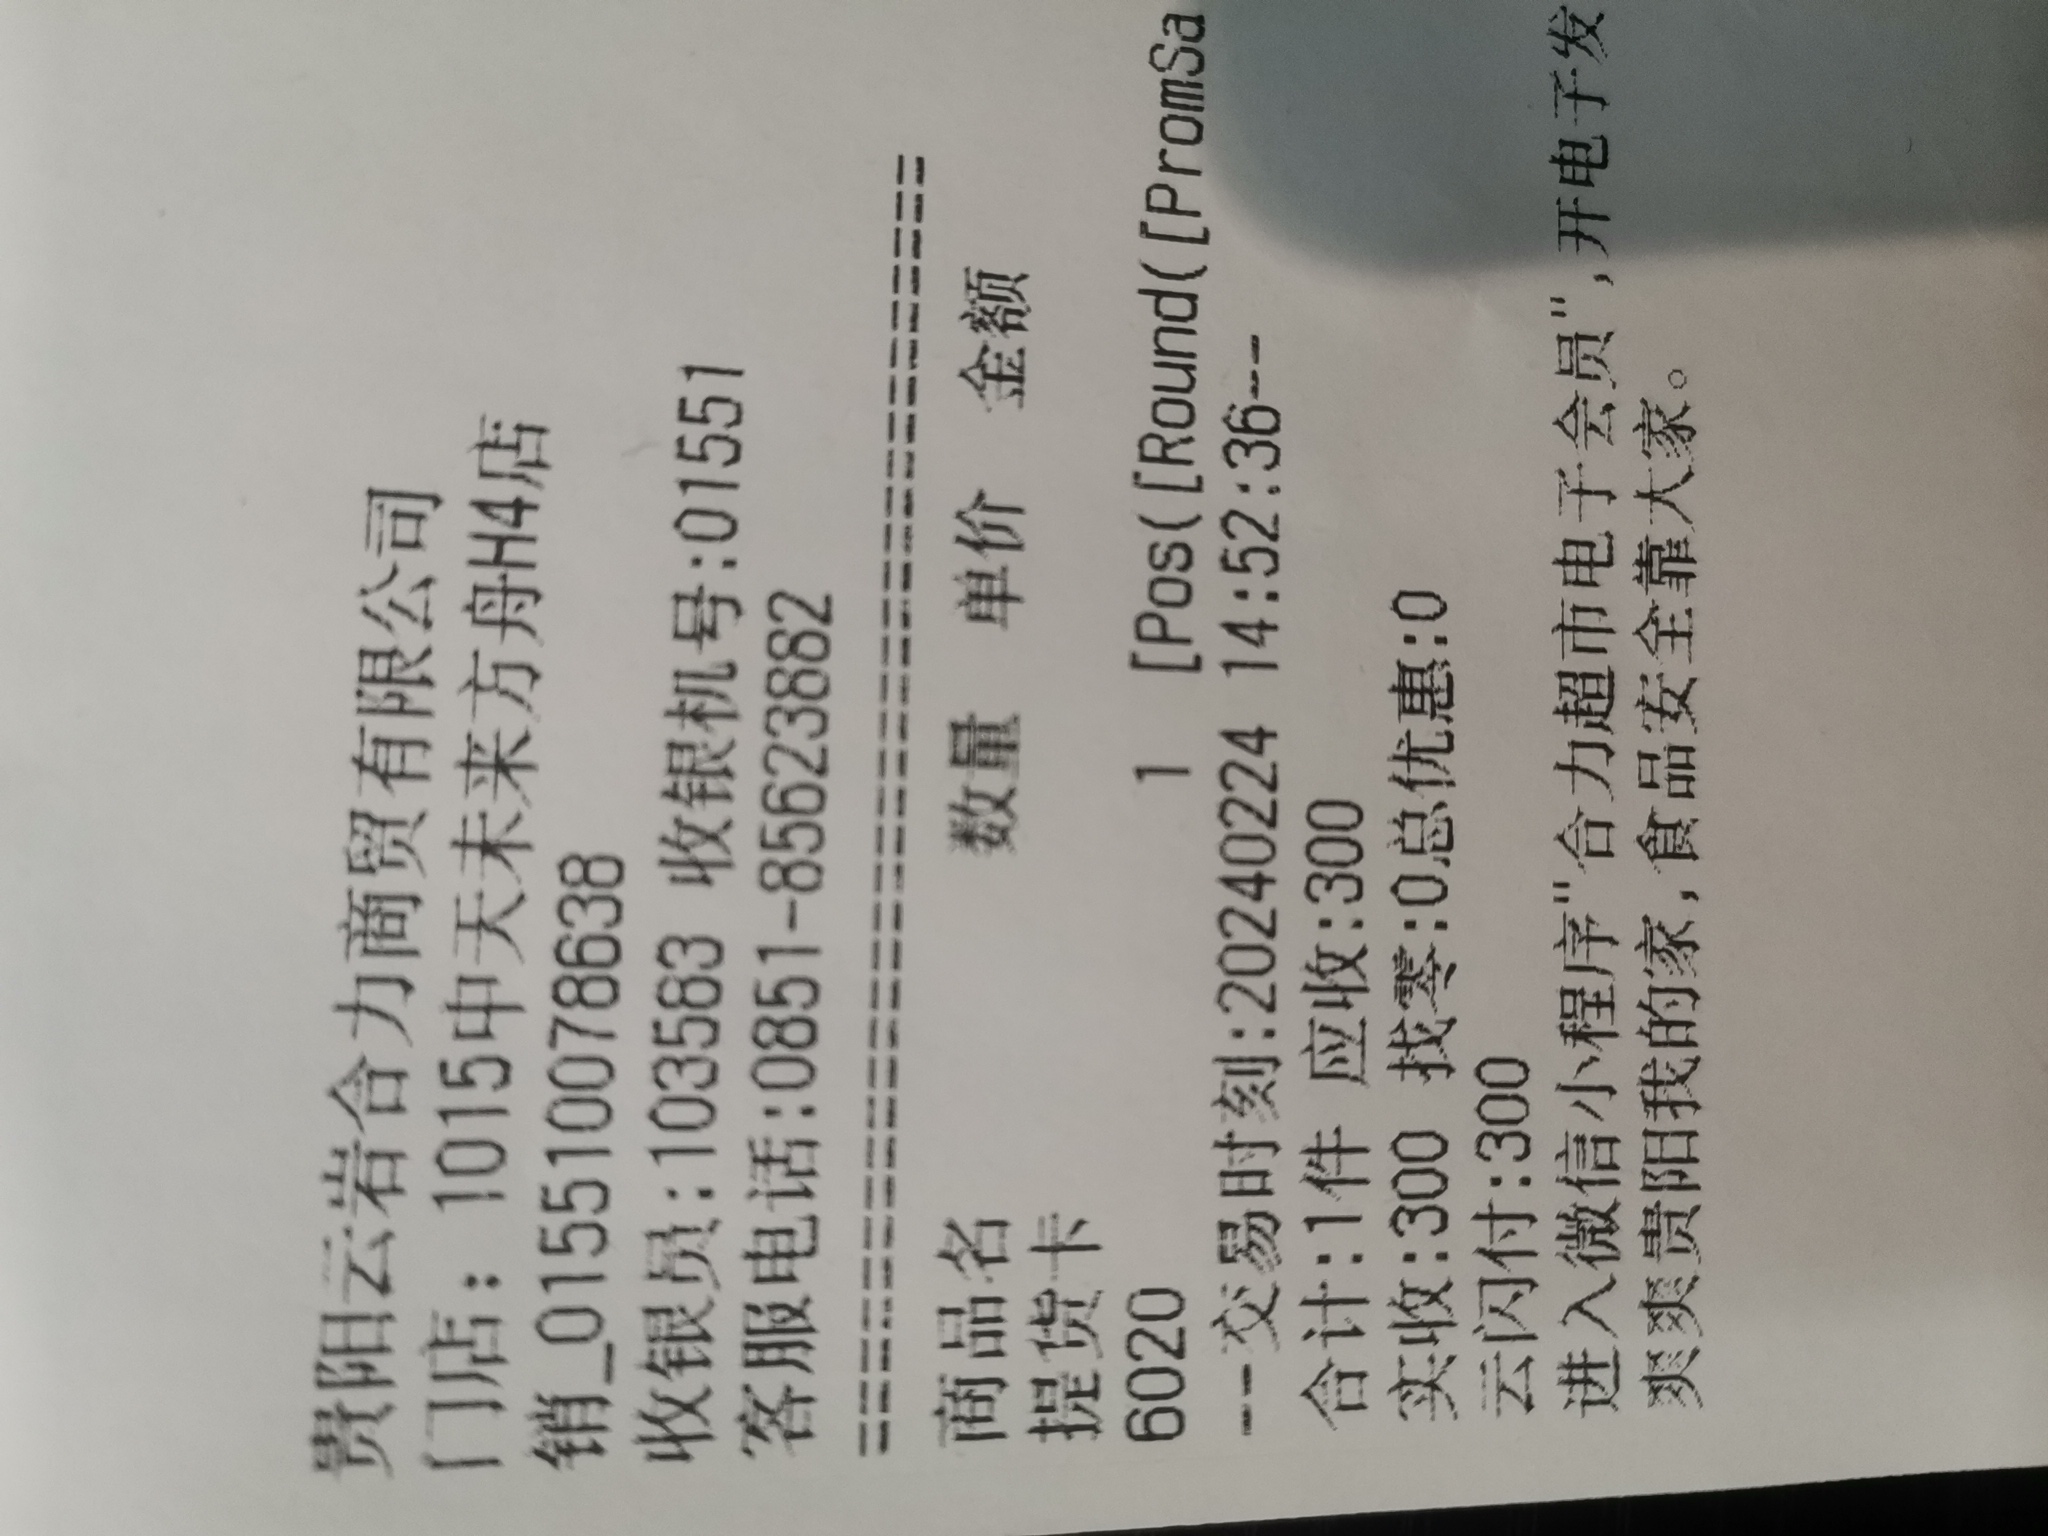 贵阳云岩合力商贸有限公司
门店：1015中天未来方舟H4店
销_015510078638
收银员:103583 收银机号:01551
客服电话:0851-85623882
================================
商品名 数量 单价 金额
提货卡
6020 1 [Pos([Round([PromSa
--交易时刻:20240224 14:52:36---
合计:1件 应收:300
实收:300 找零:0总优惠:0
云闪付:300
进入微信小程序"合力超市电子会员",开电子发
爽爽贵阳我的家,食品安全靠大家。